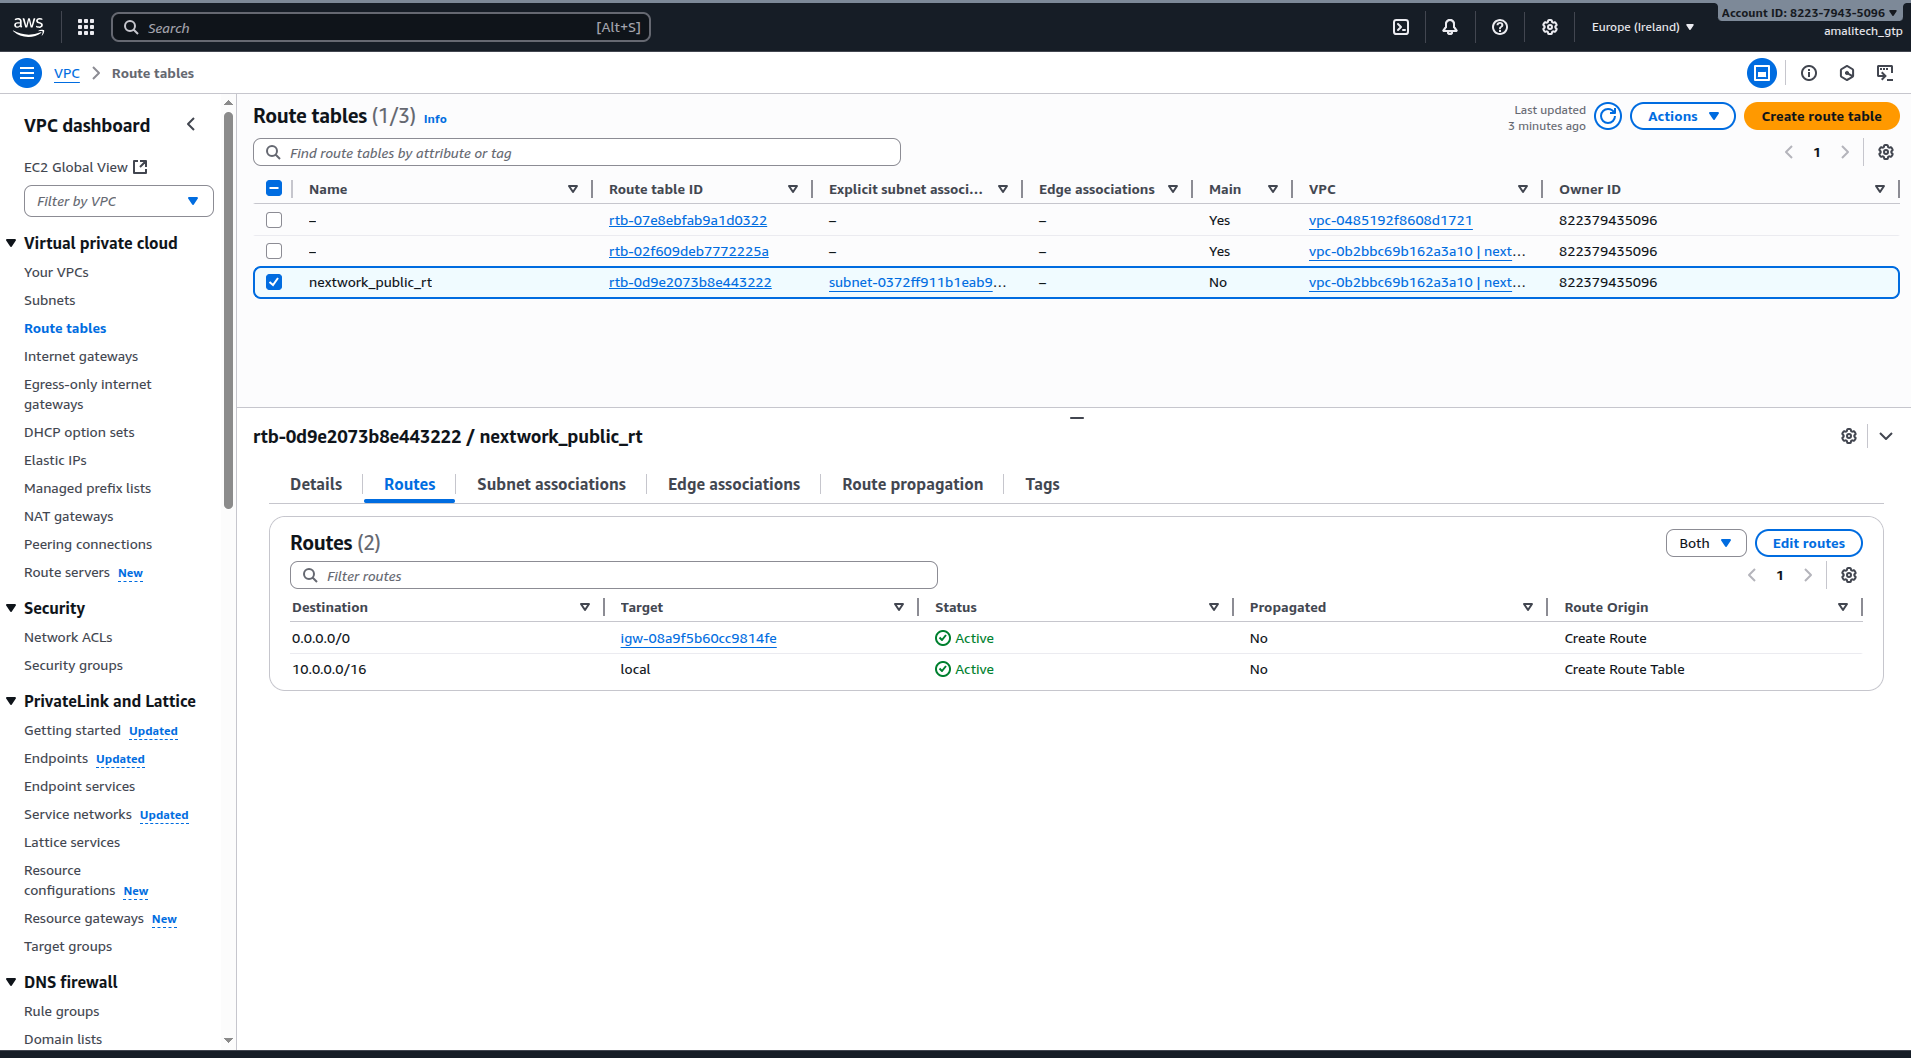 aws
Search [Alt+S]
Europe (Ireland)
Account ID: 8223-7943-5096
amalitech_gtp
VPC Route tables
VPC dashboard
EC2 Global View
Filter by VPC
Virtual private cloud
Your VPCs
Subnets
Route tables
Internet gateways
Egress-only internet
gateways
DHCP option sets
Elastic IPs
Managed prefix lists
NAT gateways
Peering connections
Route servers New
Security
Network ACLs
Security groups
PrivateLink and Lattice
Getting started Updated
Endpoints Updated
Endpoint services
Service networks Updated
Lattice services
Resource
configurations New
Resource gateways New
Target groups
DNS firewall
Rule groups
Domain lists
Route tables (1/3) Info
Last updated
3 minutes ago
Actions
Create route table
Find route tables by attribute or tag
1
Name Route table ID Explicit subnet associ... Edge associations Main VPC Owner ID
– rtb-07e8ebfab9a1d0322 – – Yes vpc-0485192f8608d1721 822379435096
– rtb-02f609deb7772225a – – Yes vpc-0b2bbc69b162a3a10 | next... 822379435096
nextwork_public_rt rtb-0d9e2073b8e443222 subnet-0372ff911b1eab9... – No vpc-0b2bbc69b162a3a10 | next... 822379435096
rtb-0d9e2073b8e443222 / nextwork_public_rt
Details Routes Subnet associations Edge associations Route propagation Tags
Routes (2)
Both Edit routes
Filter routes
1
Destination Target Status Propagated Route Origin
0.0.0.0/0 igw-08a9f5b60cc9814fe Active No Create Route
10.0.0.0/16 local Active No Create Route Table